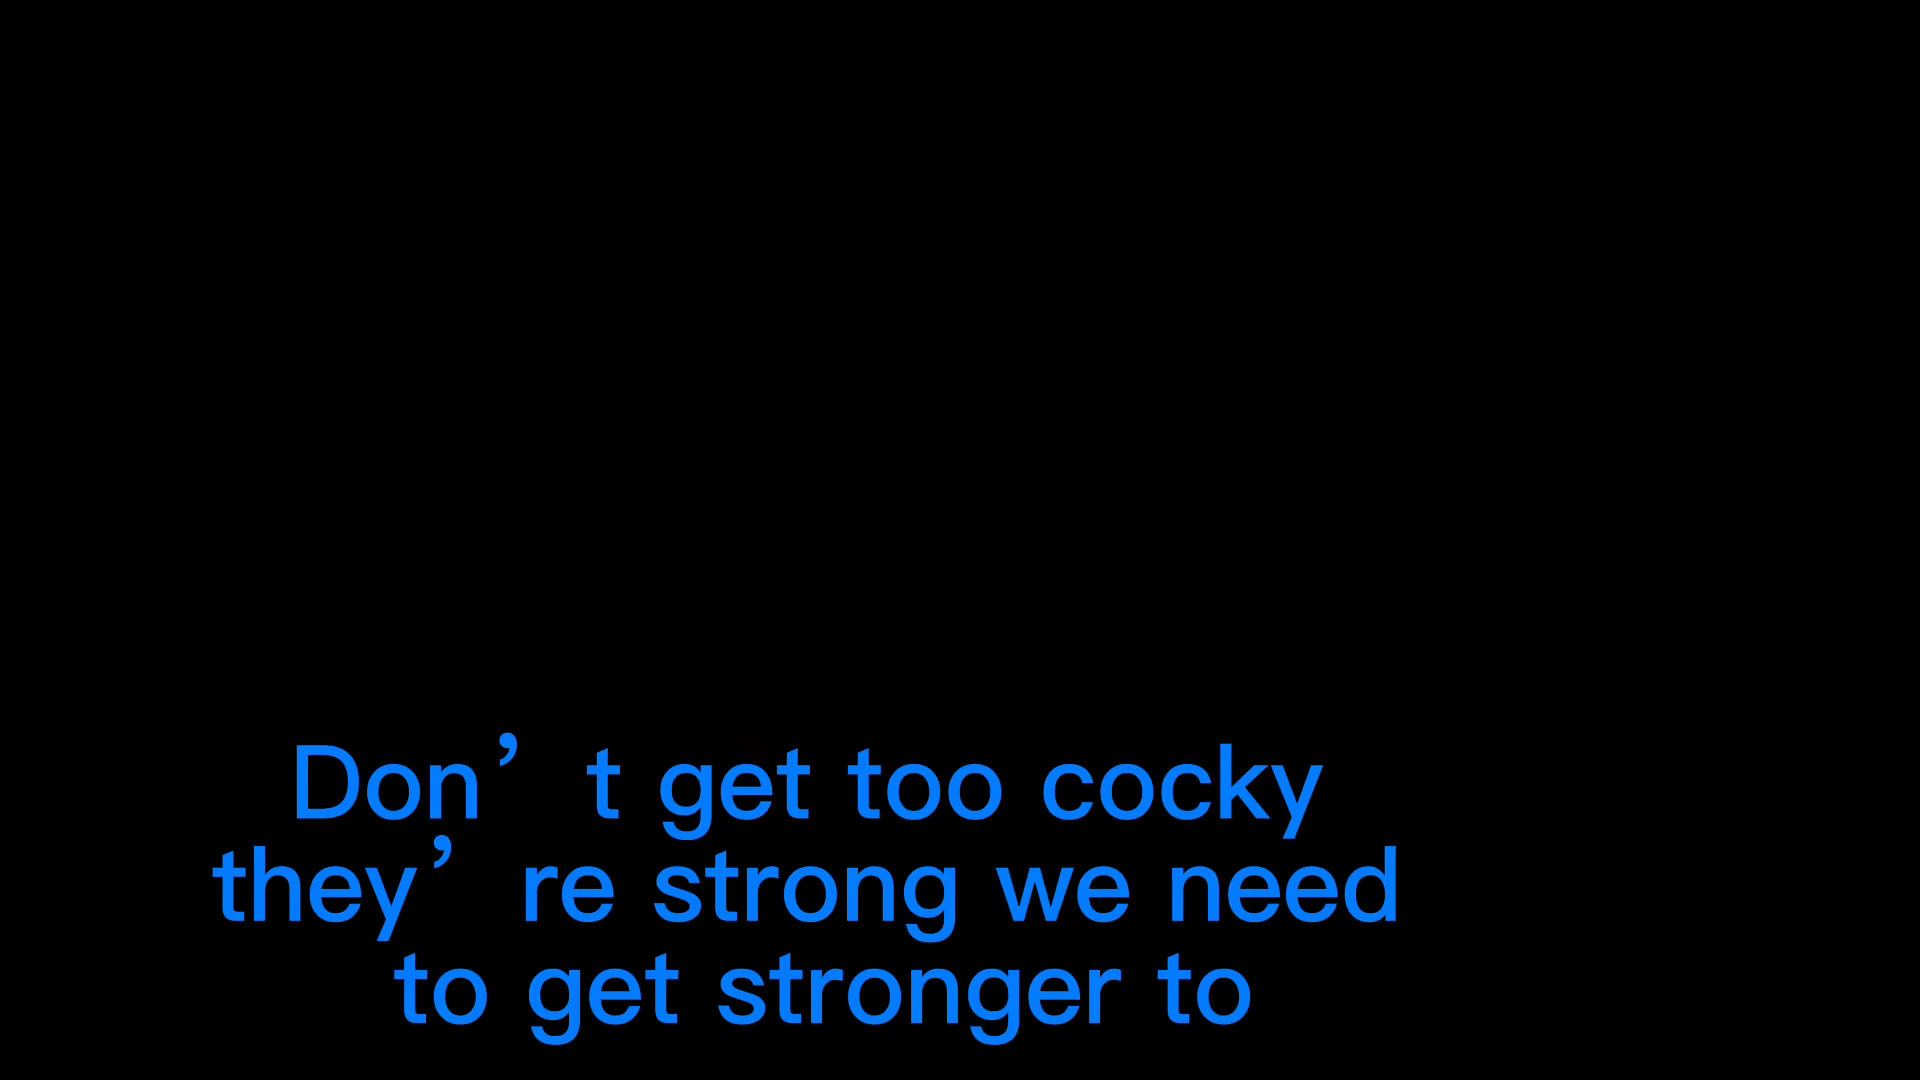 Don’t get too cocky
they’re strong we need
to get stronger to